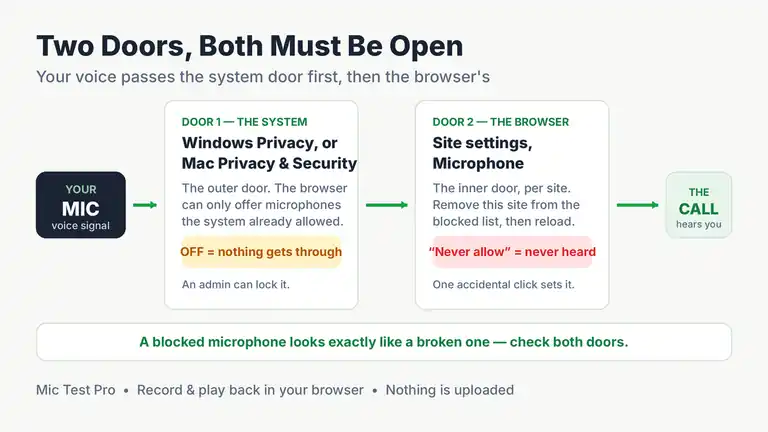 Two Doors, Both Must Be Open
Your voice passes the system door first, then the browser's
YOUR
MIC
voice signal
DOOR 1 — THE SYSTEM
Windows Privacy, or
Mac Privacy & Security
The outer door. The browser
can only offer microphones
the system already allowed.
OFF = nothing gets through
An admin can lock it.
DOOR 2 — THE BROWSER
Site settings,
Microphone
The inner door, per site.
Remove this site from the
blocked list, then reload.
“Never allow” = never heard
One accidental click sets it.
THE
CALL
hears you
A blocked microphone looks exactly like a broken one — check both doors.
Mic Test Pro • Record & play back in your browser • Nothing is uploaded